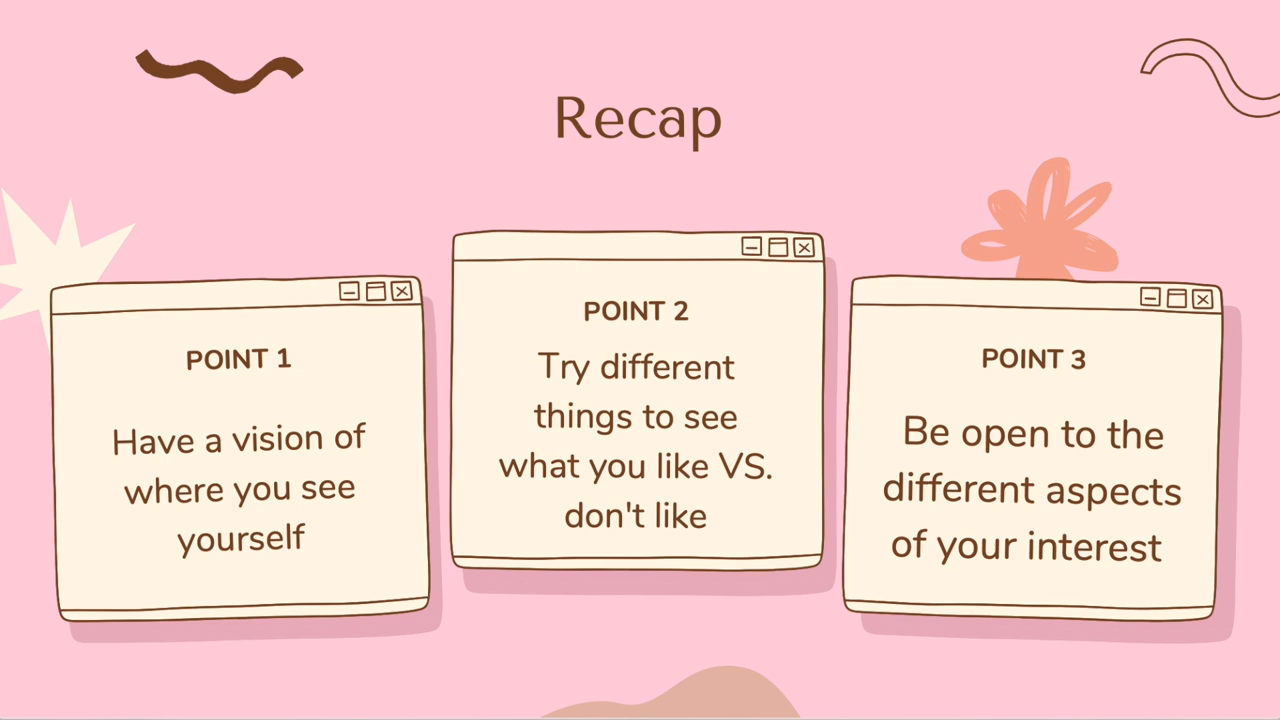 Recap
POINT 1
Have a vision of
where you see
yourself
POINT 2
Try different
things to see
what you like VS.
don't like
POINT 3
Be open to the
different aspects
of your interest